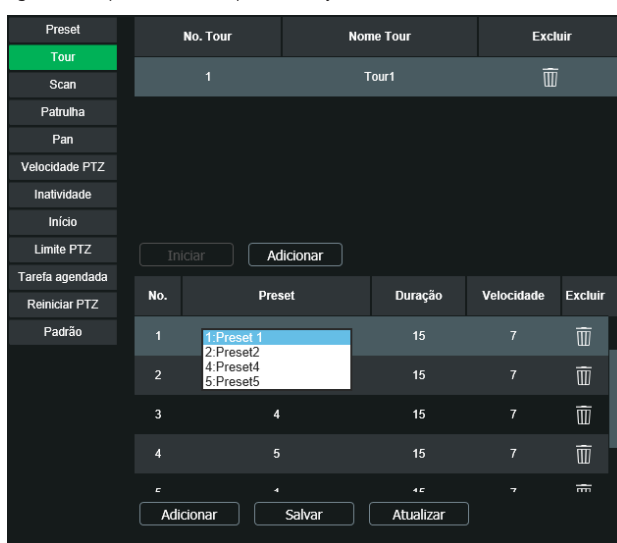 Preset
Tour
Scan
Patrulha
Pan
Velocidade PTZ
Inatividade
Início
Limite PTZ
Tarefa agendada
Reiniciar PTZ
Padrão
No. Tour Nome Tour Excluir
1 Tour1
Iniciar Adicionar
No. Preset Duração Velocidade Excluir
1 1:Preset 1 15 7
2:Preset2
4:Preset4
5:Preset5
2 15 7
3 4 15 7
4 5 15 7
Adicionar Salvar Atualizar